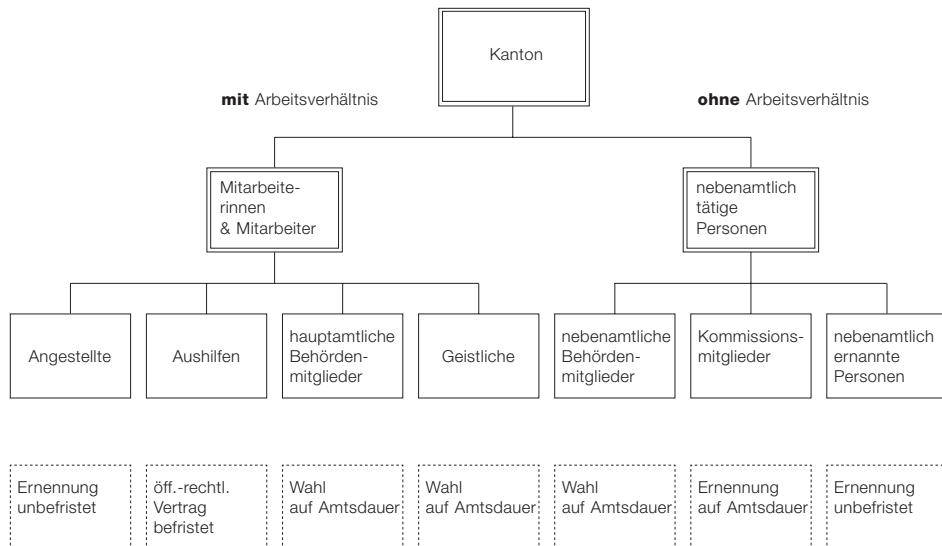 Kanton
mit Arbeitsverhältnis
ohne Arbeitsverhältnis
Mitarbeite-
rinnen
& Mitarbeiter
nebenamtlich
tätige
Personen
Angestellte
Aushilfen
hauptamtliche
Behörden-
mitglieder
Geistliche
nebenamtliche
Behörden-
mitglieder
Kommissions-
mitglieder
nebenamtlich
ernannte
Personen
Ernennung
unbefristet
öff.-rechtl.
Vertrag
befristet
Wahl
auf Amtsdauer
Wahl
auf Amtsdauer
Wahl
auf Amtsdauer
Ernennung
auf Amtsdauer
Ernennung
unbefristet